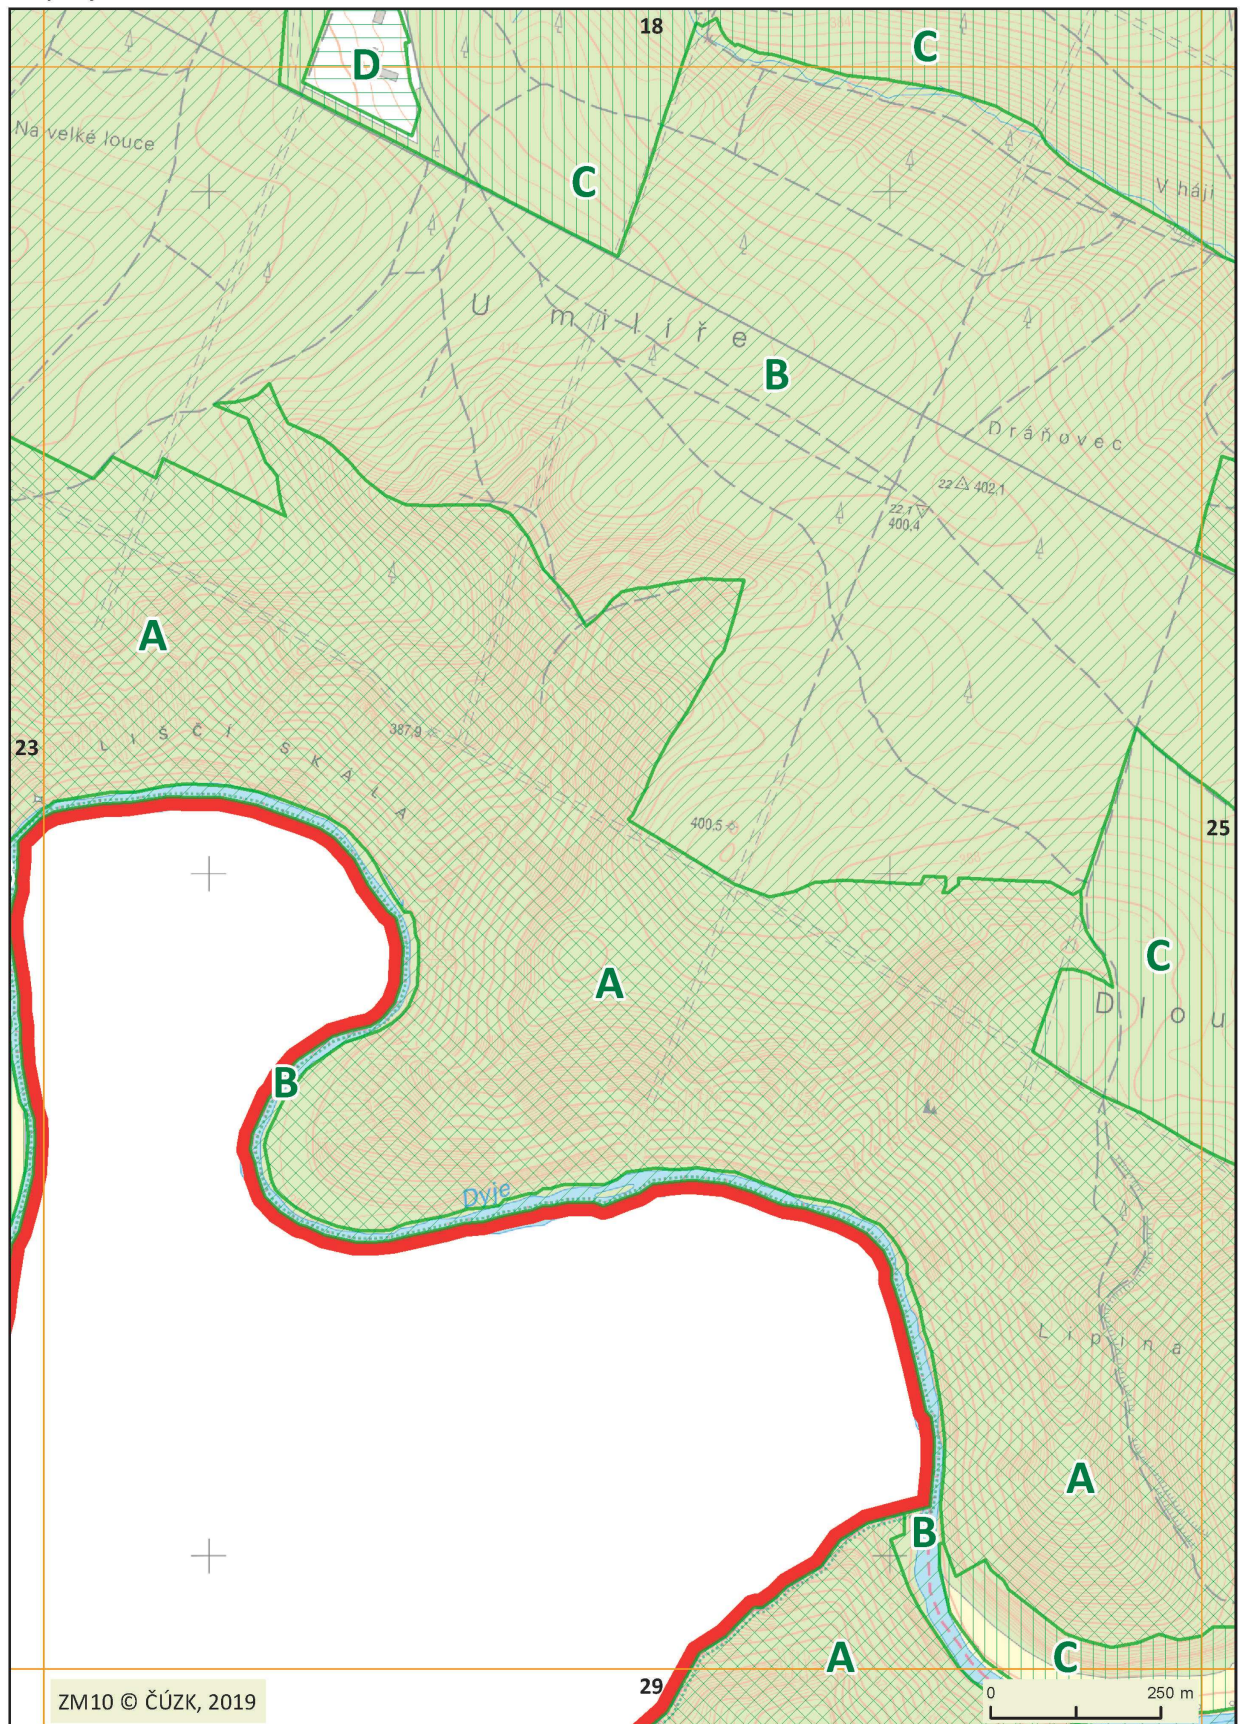 18
C
D
Na velké louce
C
V háji
U milíře
B
Dráňovec
22 402,1
22,1
400,4
A
LIŠČÍ SKÁLA
387,9
23
400,5
25
C
A
Dlou
B
Dyje
Lipina
A
B
A
C
29
0 250 m
ZM10 © ČÚZK, 2019